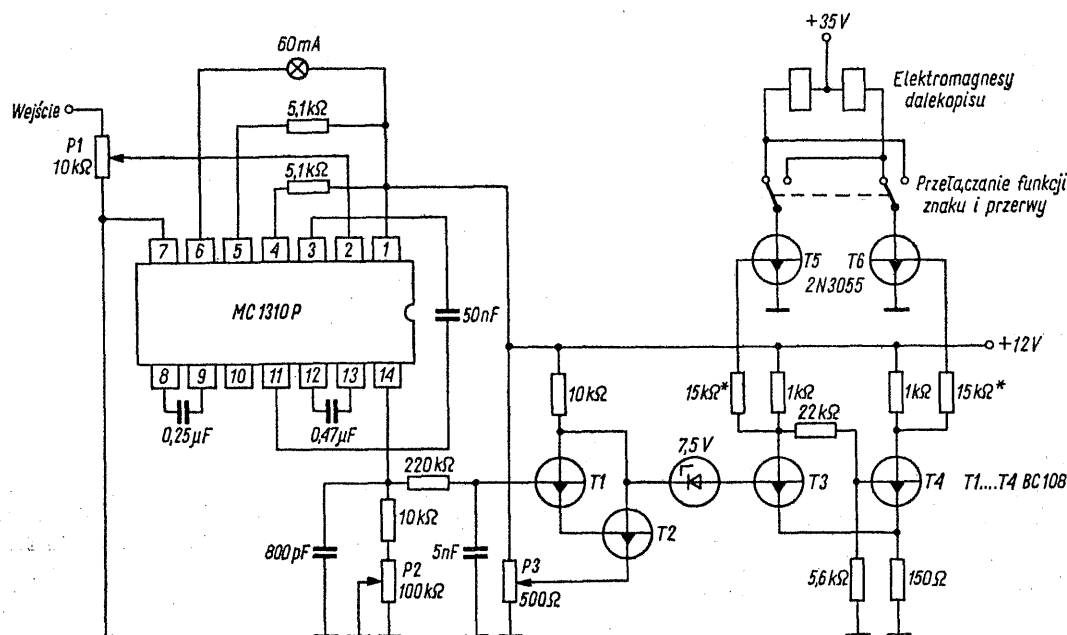 +35V
60mA
Elektromagnesy
dalekopisu
Wejście
5,1kΩ
P1
10kΩ
5,1kΩ
Przełączanie funkcji
znaku i przerwy
7 6 5 4 3 2 1
T5 T6
2N3055
MC1310P
50nF
+12V
8 9 10 11 12 13 14
10kΩ
15kΩ*
1kΩ
1kΩ
15kΩ*
22kΩ
0,25µF
0,47µF
7,5V
220kΩ
T1
T3
T4
T1....T4 BC108
10kΩ
T2
800pF
5nF
P2
100kΩ
P3
500Ω
5,6kΩ
150Ω